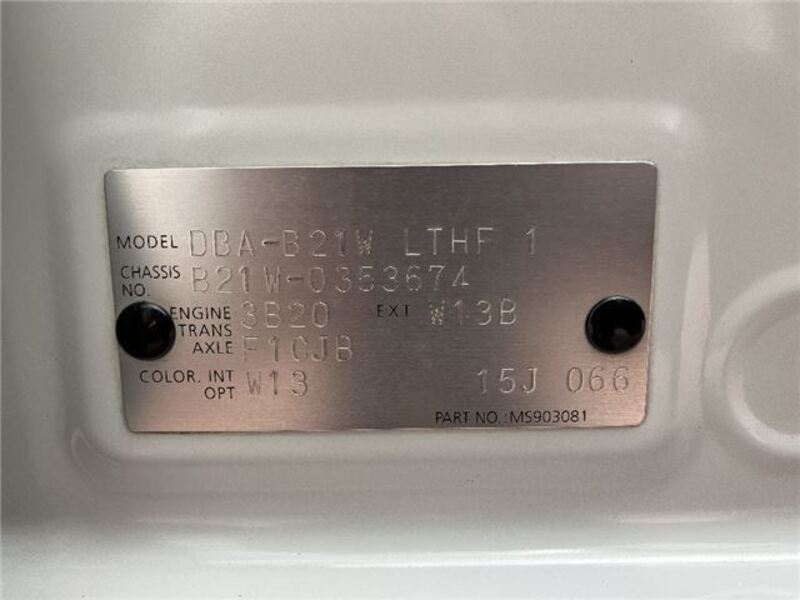 MODEL DBA-B21W LTHF 1
CHASSIS NO. B21W-0353674
ENGINE 3B20 EXT W13B
TRANS AXLE F1CJB
COLOR. INT OPT W13 15J 066
PART NO.:MS903081